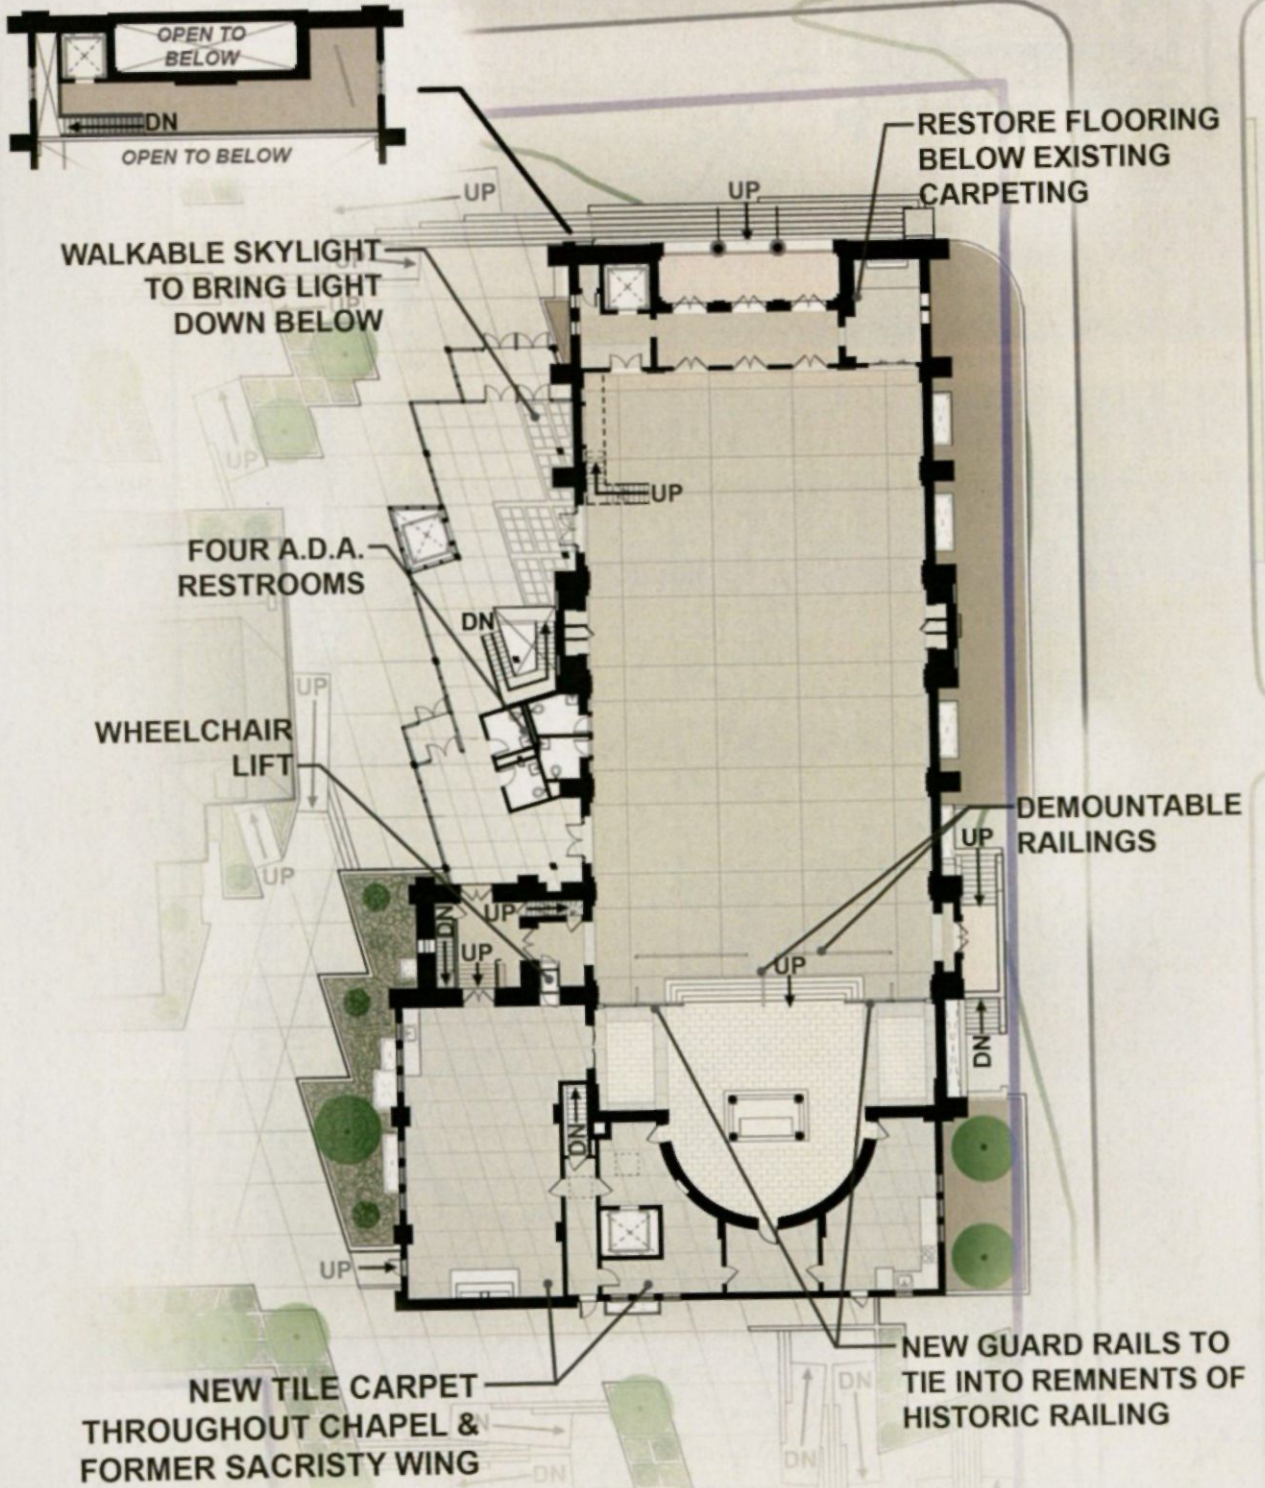 OPEN TO
BELOW
DN
OPEN TO BELOW
UP
UP
RESTORE FLOORING
BELOW EXISTING
CARPETING
WALKABLE SKYLIGHT
TO BRING LIGHT
DOWN BELOW
UP
UP
UP
UP
FOUR A.D.A.
RESTROOMS
DN
UP
WHEELCHAIR
LIFT
DEMOUNTABLE
RAILINGS
UP
UP
UP
DN
UP
UP
DN
DN
UP
NEW TILE CARPET
THROUGHOUT CHAPEL &
FORMER SACRISTY WING
NEW GUARD RAILS TO
TIE INTO REMNENTS OF
HISTORIC RAILING
DN
DN
DN
DN